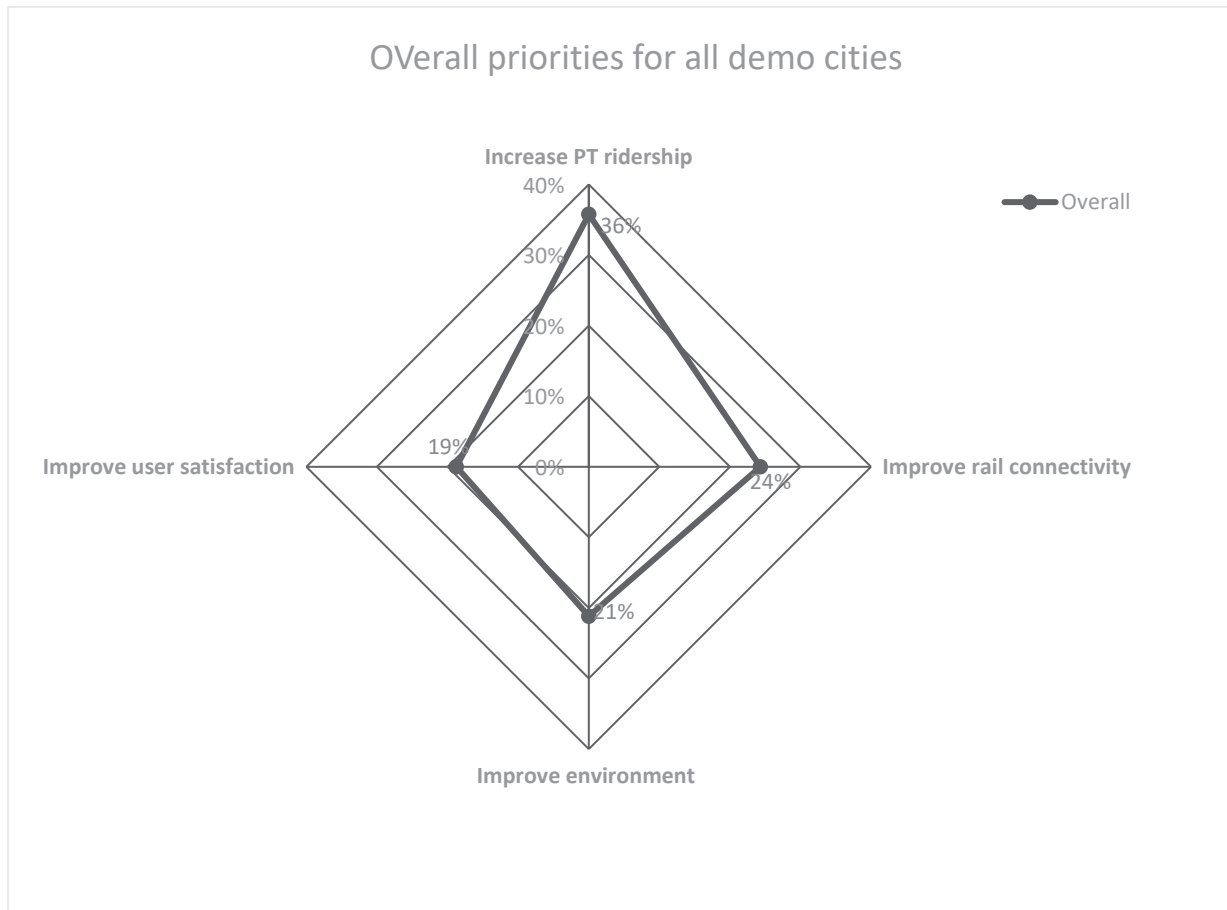 OVerall priorities for all demo cities
Increase PT ridership
40%
36%
Overall
30%
20%
10%
19%
Improve user satisfaction
0%
Improve rail connectivity
24%
21%
Improve environment